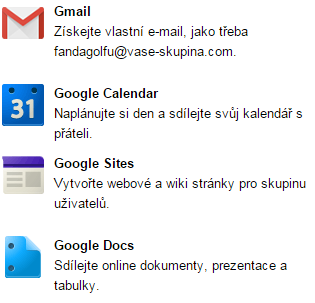 Gmail
Získejte vlastní e-mail, jako třeba
fandagolfu@vase-skupina.com.
31
Google Calendar
Naplánujte si den a sdílejte svůj kalendář s
přáteli.
Google Sites
Vytvořte webové a wiki stránky pro skupinu
uživatelů.
Google Docs
Sdílejte online dokumenty, prezentace a
tabulky.